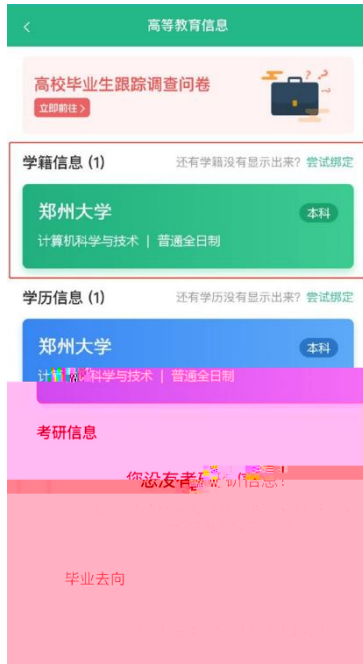 高等教育信息
高校毕业生跟踪调查问卷
立即前往>
学籍信息 (1) 还有学籍没有显示出来？尝试绑定
郑州大学 本科
计算机科学与技术 | 普通全日制
学历信息 (1) 还有学历没有显示出来？尝试绑定
郑州大学 本科
科学与技术 | 普通全日制
考研信息
您没有考研信息！
毕业去向